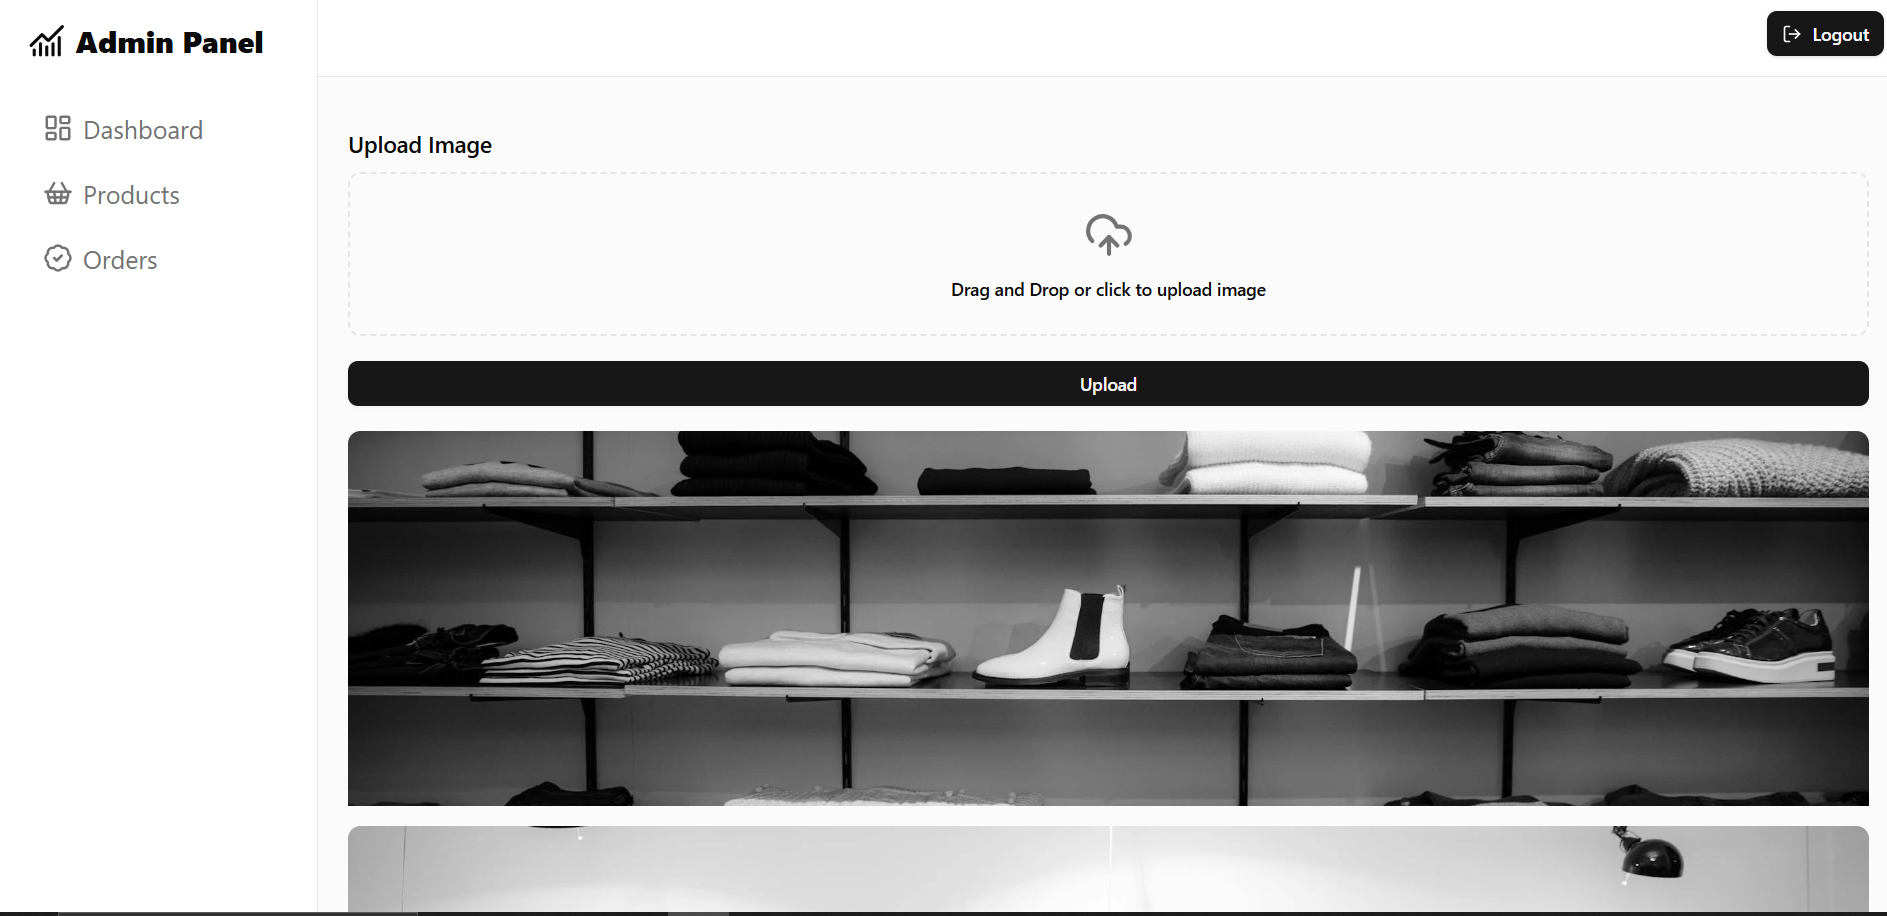 Admin Panel
Logout
Dashboard
Products
Orders
Upload Image
Drag and Drop or click to upload image
Upload